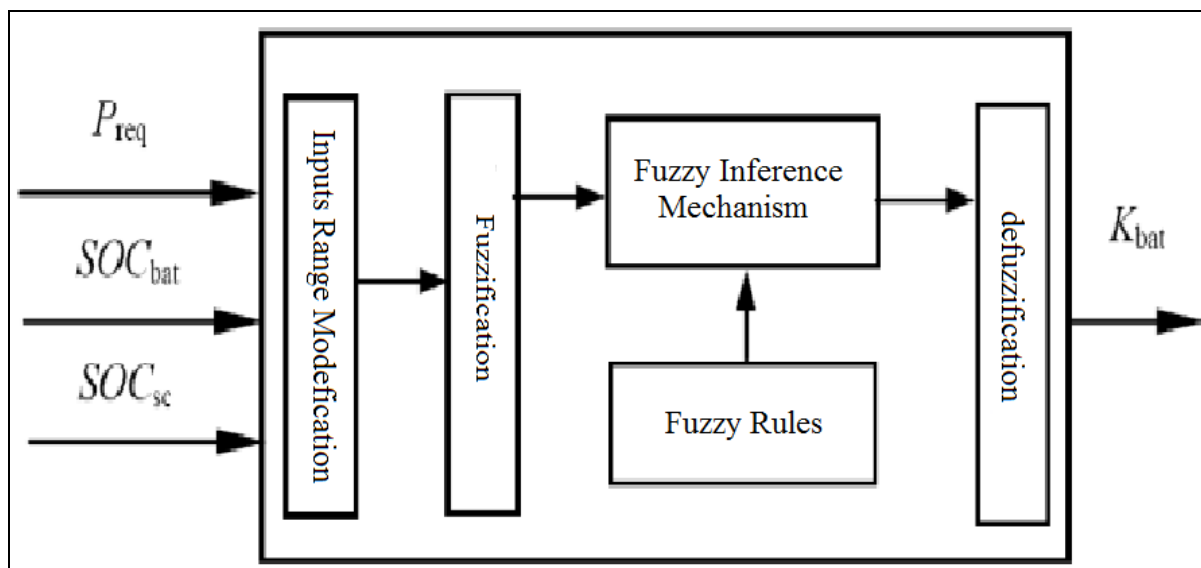 P_req
SOC_bat
SOC_sc
Inputs Range Modefication
Fuzzification
Fuzzy Inference
Mechanism
Fuzzy Rules
defuzzification
K_bat